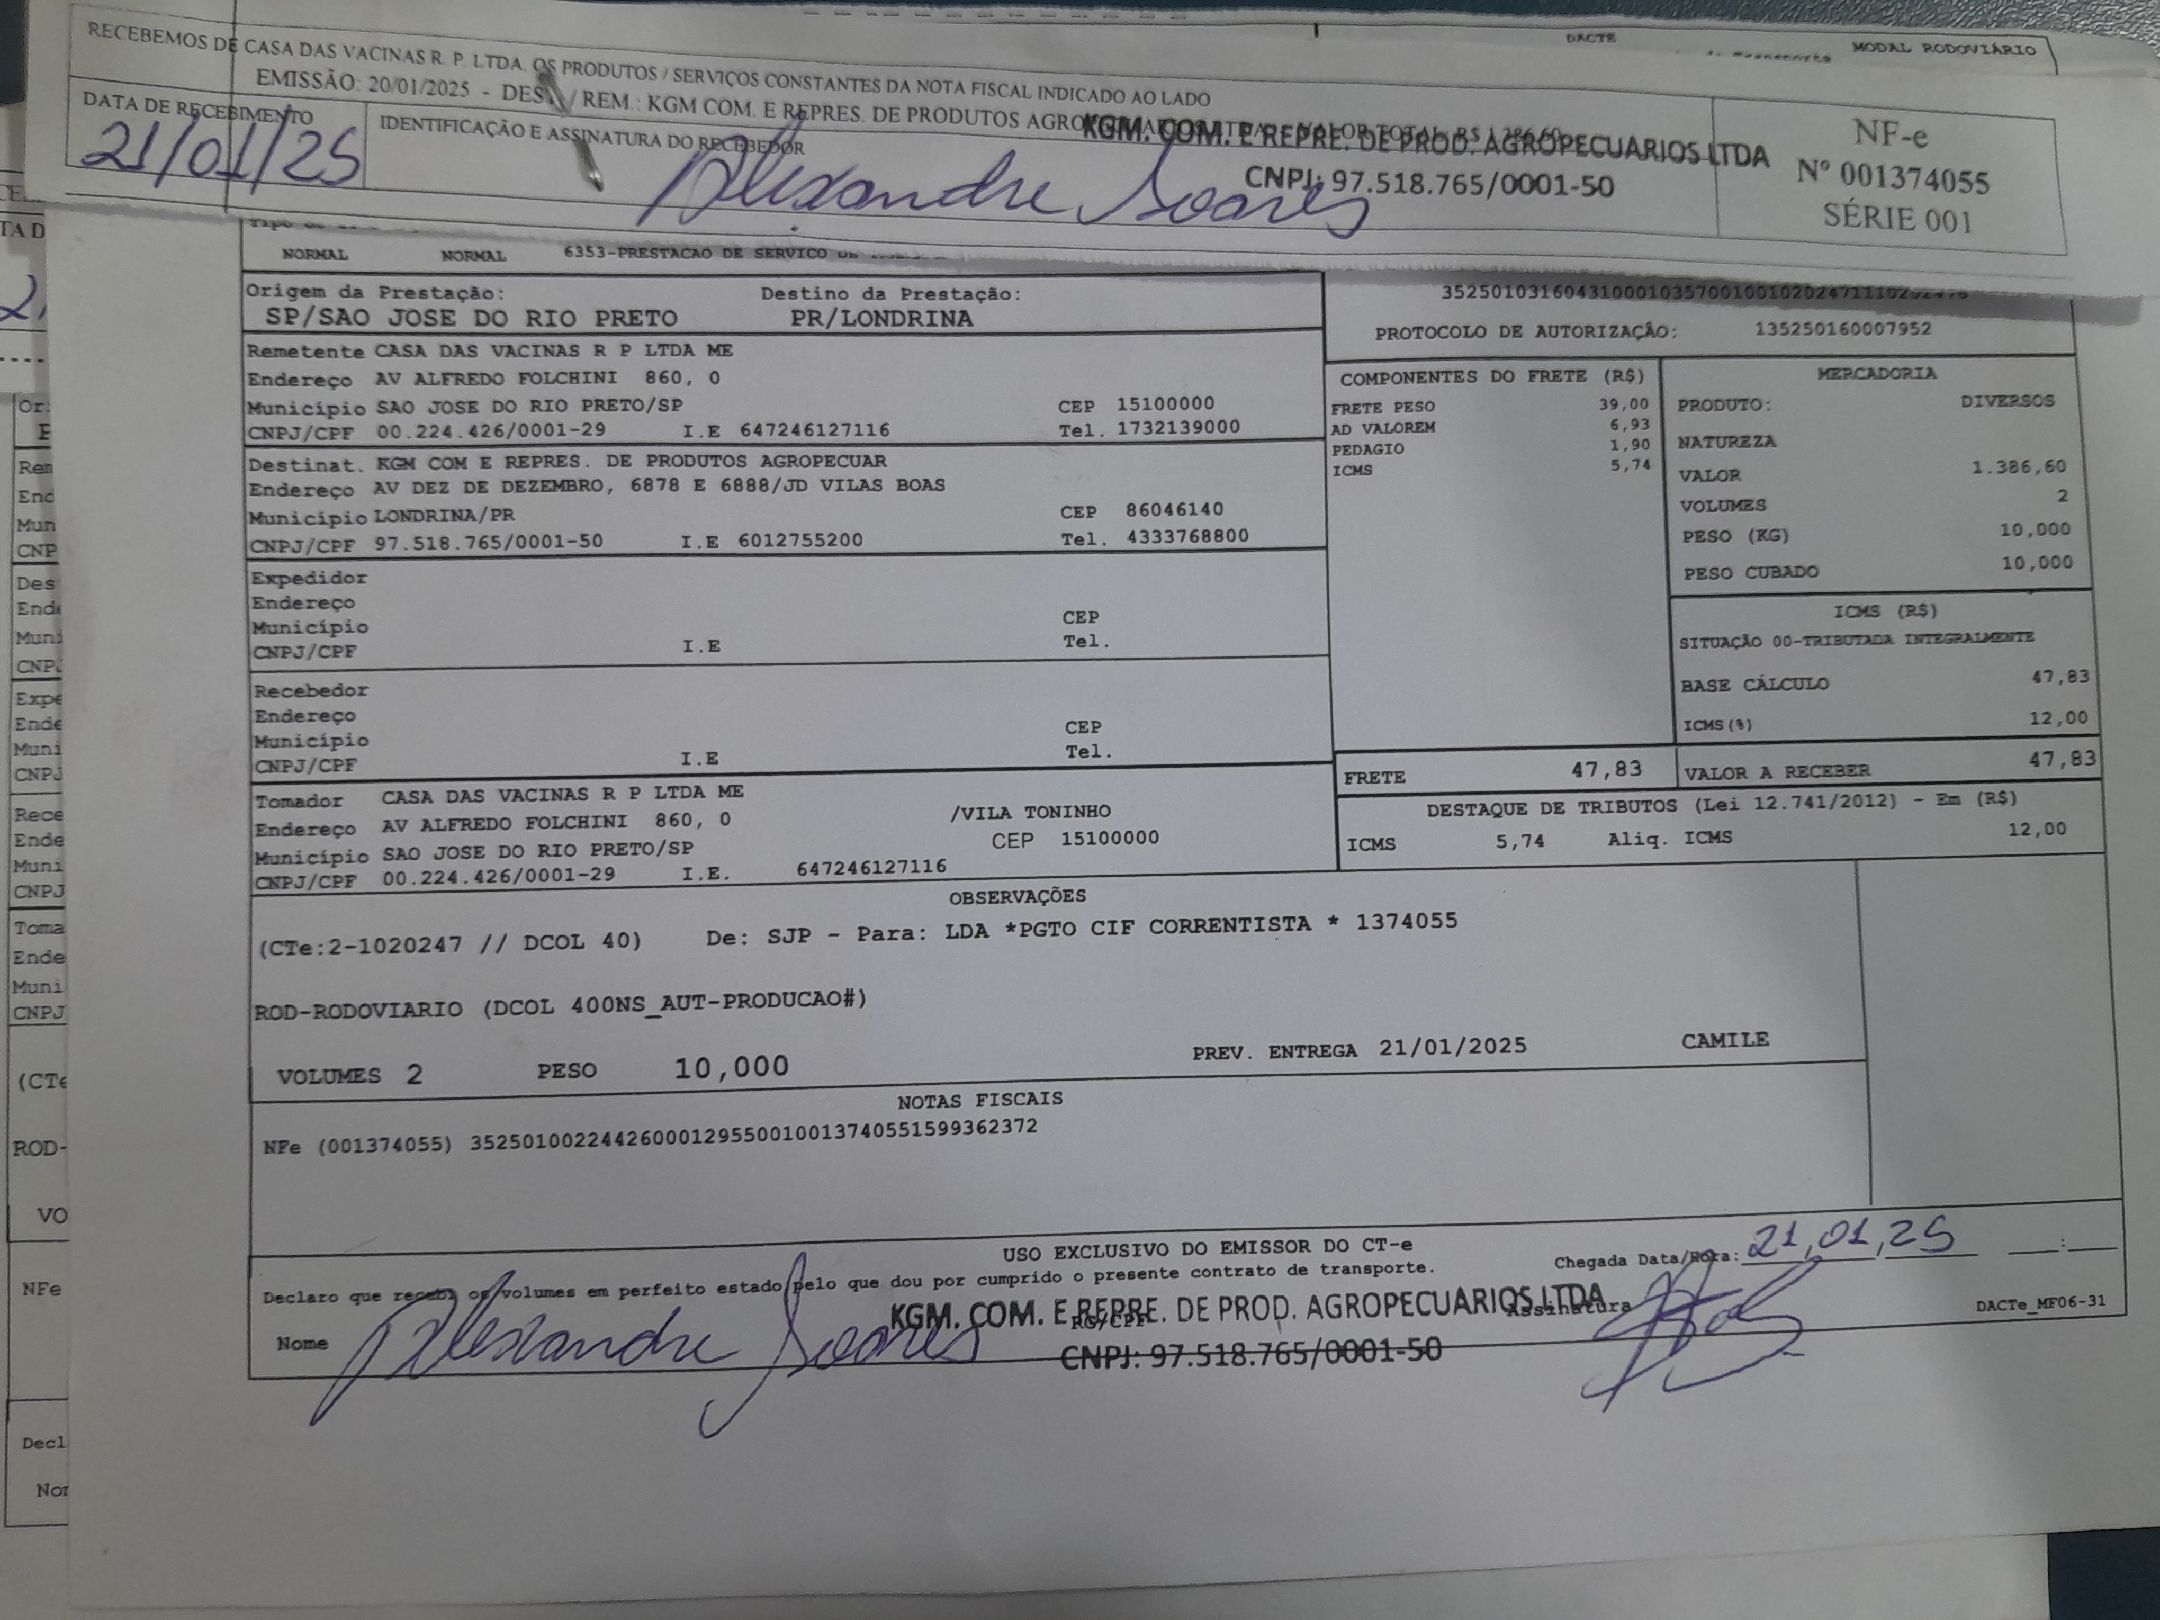 DACTE
MODAL RODOVIÁRIO
RECEBEMOS DE CASA DAS VACINAS R. P. LTDA. OS PRODUTOS / SERVIÇOS CONSTANTES DA NOTA FISCAL INDICADO AO LADO
EMISSÃO: 20/01/2025 - DEST. / REM.: KGM COM. E REPRES. DE PRODUTOS
DATA DE RECEBIMENTO
21/01/25
IDENTIFICAÇÃO E ASSINATURA DO RECEBEDOR
Alexandre Soares
KGM. COM. E REPRE. DE PROD. AGROPECUARIOS LTDA
CNPJ: 97.518.765/0001-50
NF-e
Nº 001374055
SÉRIE 001
NORMAL NORMAL 6353-PRESTACAO DE SERVICO DE
Origem da Prestação: Destino da Prestação:
SP/SAO JOSE DO RIO PRETO PR/LONDRINA
PROTOCOLO DE AUTORIZAÇÃO: 135250160007952
Remetente CASA DAS VACINAS R P LTDA ME
Endereço AV ALFREDO FOLCHINI 860, 0
Município SAO JOSE DO RIO PRETO/SP CEP 15100000
CNPJ/CPF 00.224.426/0001-29 I.E 647246127116 Tel. 1732139000
Destinat. KGM COM E REPRES. DE PRODUTOS AGROPECUAR
Endereço AV DEZ DE DEZEMBRO, 6878 E 6888/JD VILAS BOAS
Município LONDRINA/PR CEP 86046140
CNPJ/CPF 97.518.765/0001-50 I.E 6012755200 Tel. 4333768800
Expedidor
Endereço
Município CEP
CNPJ/CPF I.E Tel.
Recebedor
Endereço
Município CEP
CNPJ/CPF I.E Tel.
Tomador CASA DAS VACINAS R P LTDA ME
Endereço AV ALFREDO FOLCHINI 860, 0 /VILA TONINHO
Município SAO JOSE DO RIO PRETO/SP CEP 15100000
CNPJ/CPF 00.224.426/0001-29 I.E. 647246127116
COMPONENTES DO FRETE (R$)
FRETE PESO 39,00
AD VALOREM 6,93
PEDAGIO 1,90
ICMS 5,74
MERCADORIA
PRODUTO: DIVERSOS
NATUREZA
VALOR 1.386,60
VOLUMES 2
PESO (KG) 10,000
PESO CUBADO 10,000
ICMS (R$)
SITUAÇÃO 00-TRIBUTADA INTEGRALMENTE
BASE CÁLCULO 47,83
ICMS(%) 12,00
FRETE 47,83 VALOR A RECEBER 47,83
DESTAQUE DE TRIBUTOS (Lei 12.741/2012) - Em (R$)
ICMS 5,74 Aliq. ICMS 12,00
OBSERVAÇÕES
(CTe:2-1020247 // DCOL 40) De: SJP - Para: LDA *PGTO CIF CORRENTISTA * 1374055
ROD-RODOVIARIO (DCOL 400NS_AUT-PRODUCAO#)
VOLUMES 2 PESO 10,000 PREV. ENTREGA 21/01/2025 CAMILE
NOTAS FISCAIS
NFe (001374055) 35250100224426000129550010013740551599362372
USO EXCLUSIVO DO EMISSOR DO CT-e
Declaro que recebi os volumes em perfeito estado pelo que dou por cumprido o presente contrato de transporte.
Chegada Data/Hora: 21,01,25 __:__
Nome Alexandre Soares RG/CPF Assinatura
KGM. COM. E REPRE. DE PROD. AGROPECUARIOS LTDA
CNPJ: 97.518.765/0001-50
DACTe_MF06-31